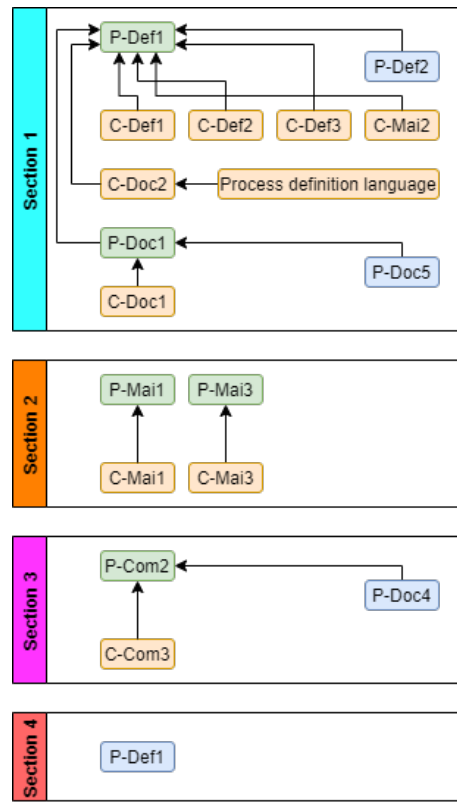 Section 1
P-Def1
P-Def2
C-Def1
C-Def2
C-Def3
C-Mai2
C-Doc2
Process definition language
P-Doc1
P-Doc5
C-Doc1
Section 2
P-Mai1
P-Mai3
C-Mai1
C-Mai3
Section 3
P-Com2
P-Doc4
C-Com3
Section 4
P-Def1